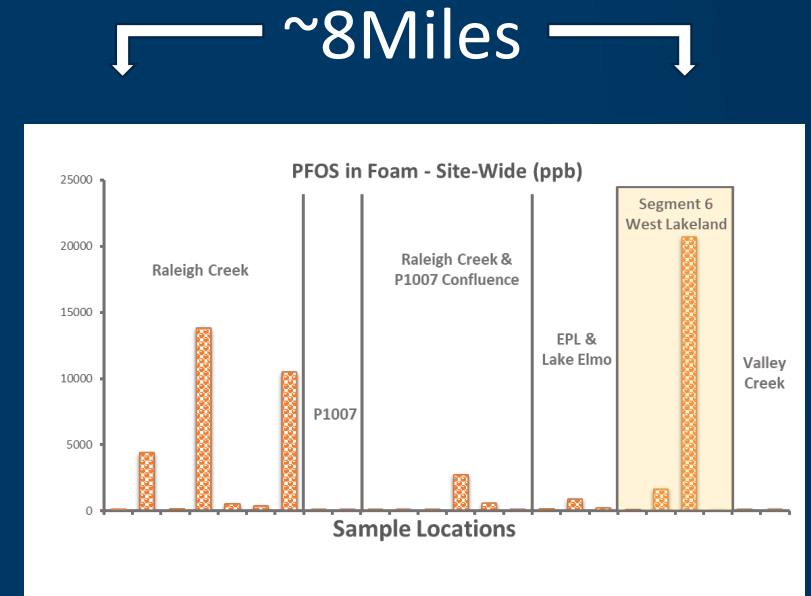 ~8Miles
PFOS in Foam - Site-Wide (ppb)
25000
20000
15000
10000
5000
0
Raleigh Creek
P1007
Raleigh Creek &
P1007 Confluence
EPL &
Lake Elmo
Segment 6
West Lakeland
Valley
Creek
Sample Locations